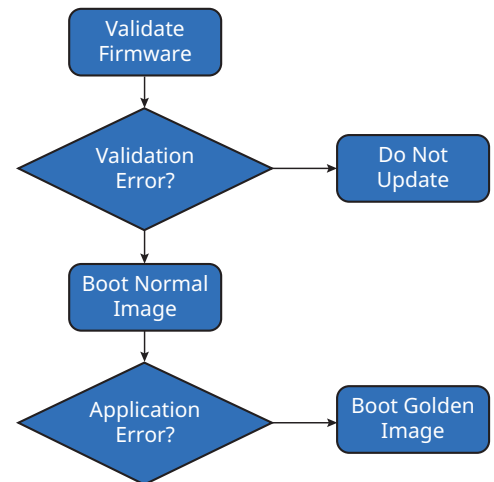 Validate
Firmware
Validation
Error?
Do Not
Update
Boot Normal
Image
Application
Error?
Boot Golden
Image